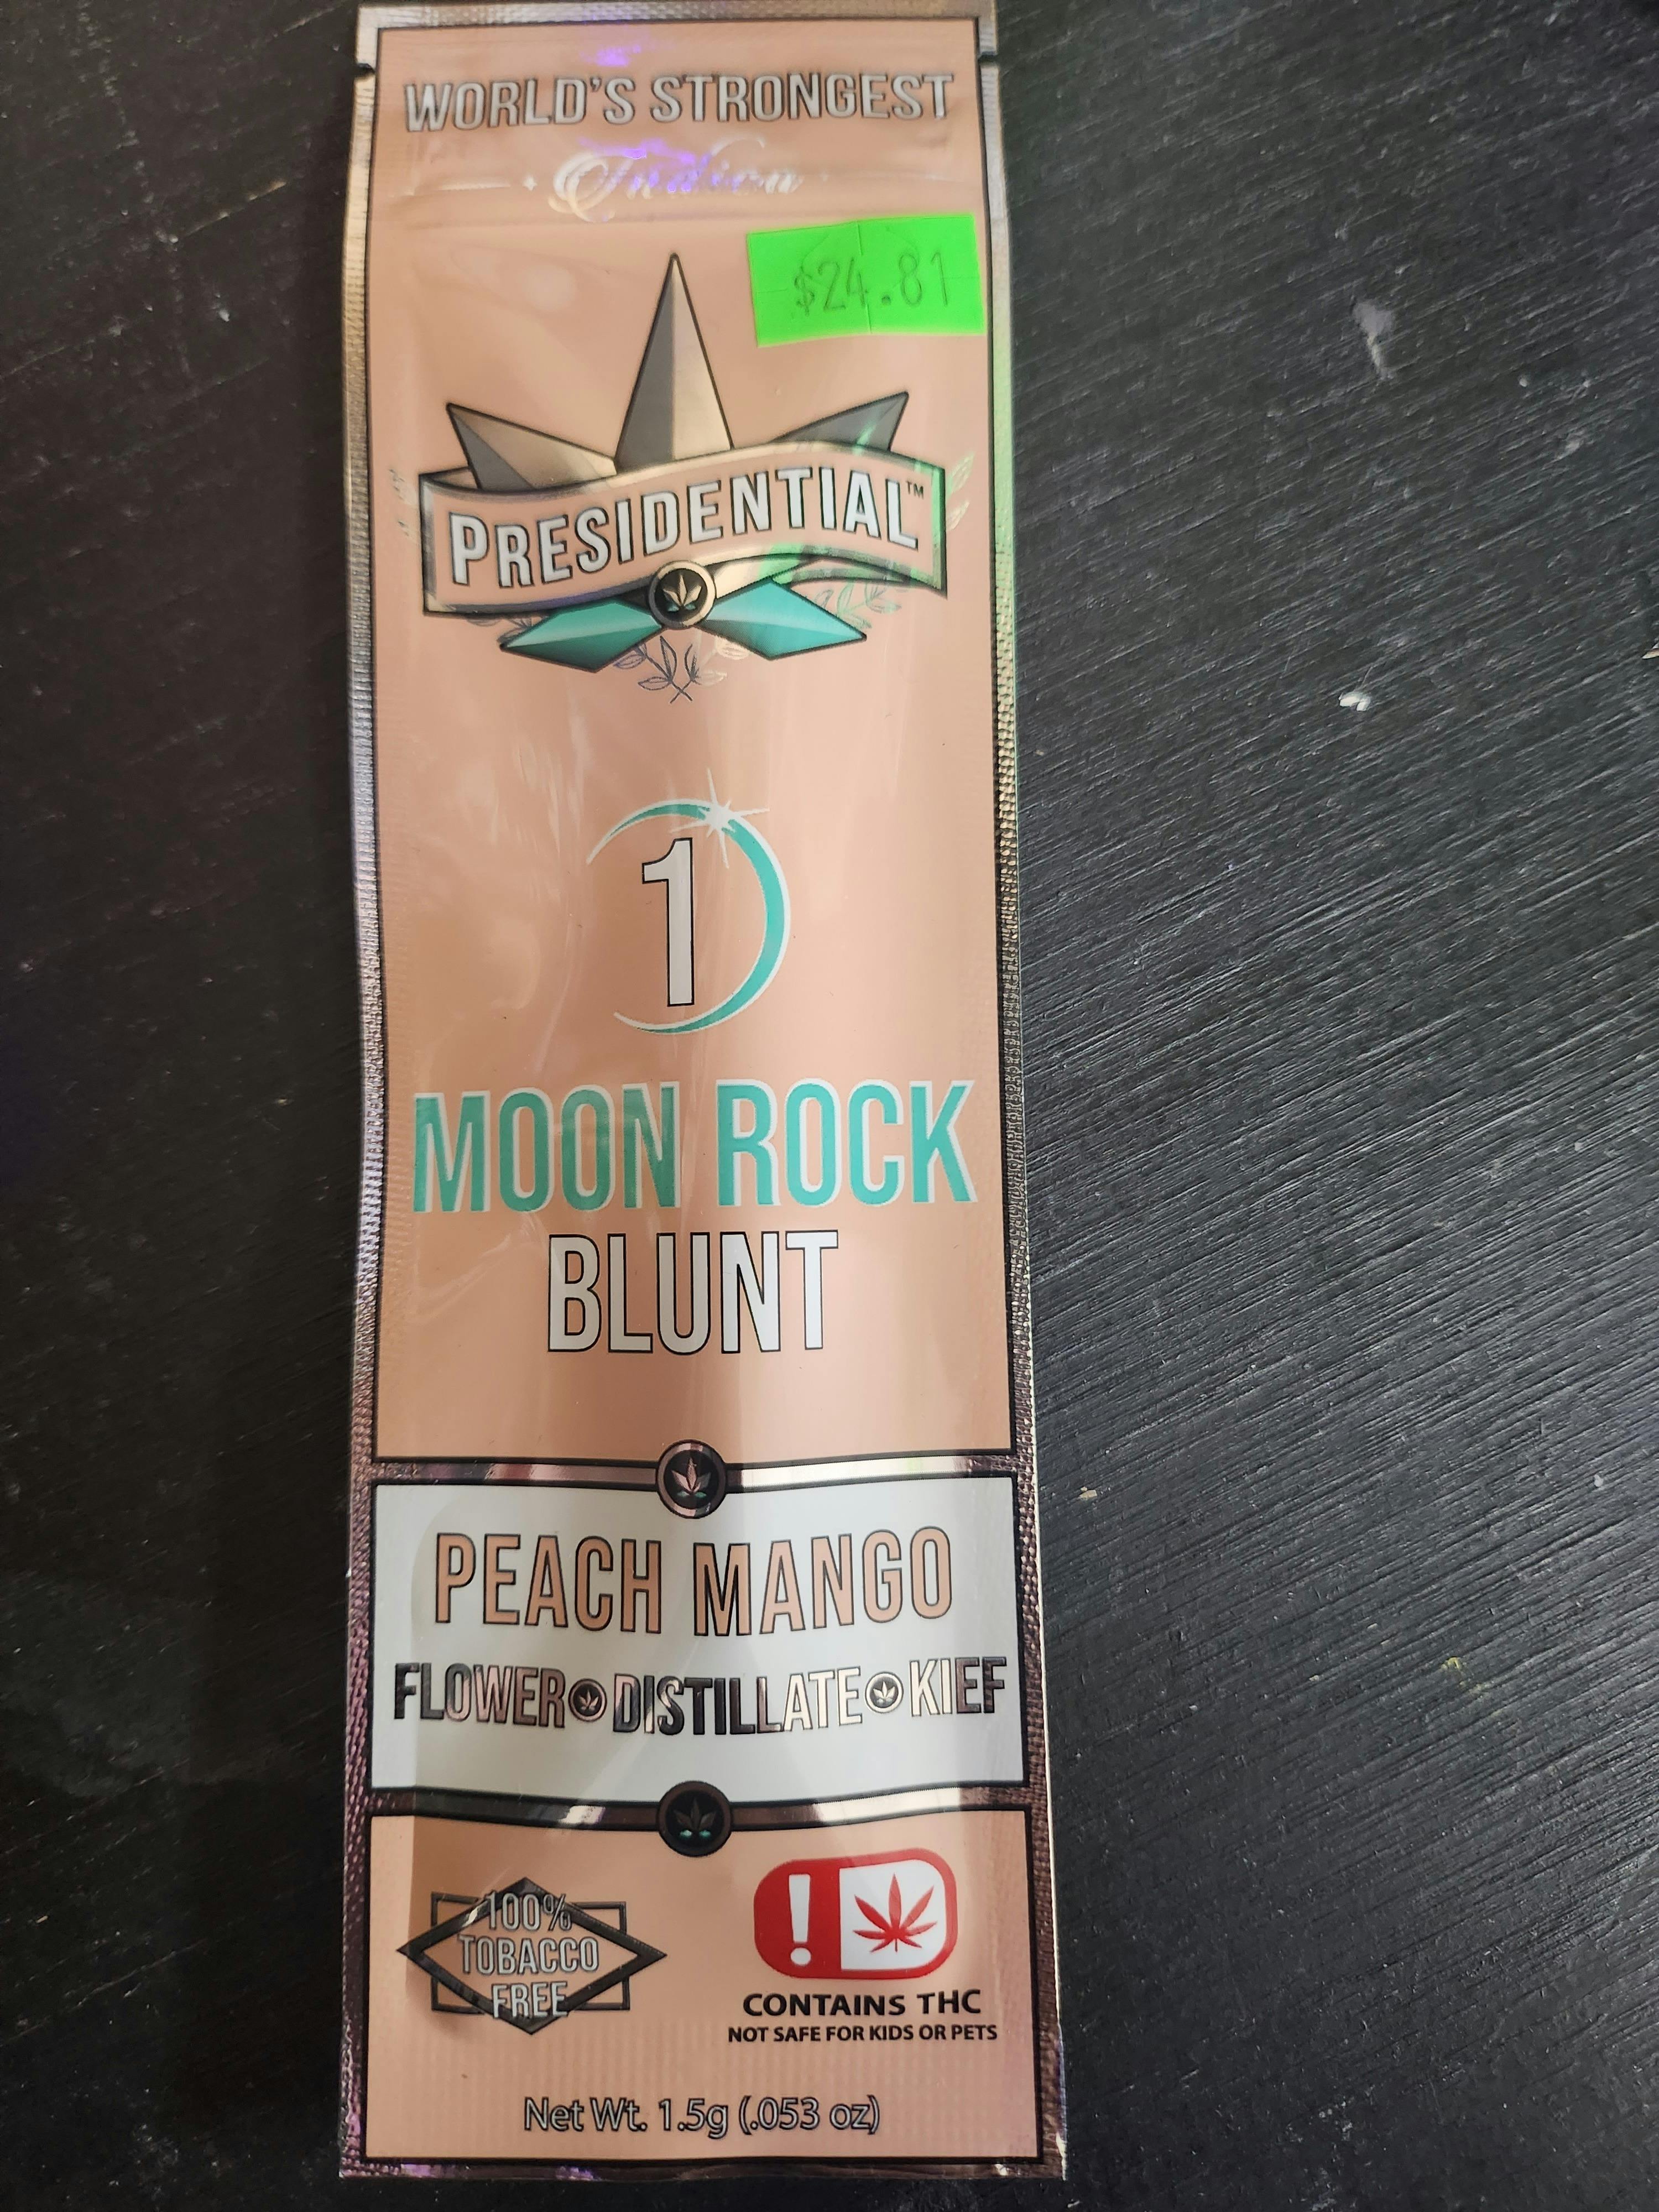 WORLD'S STRONGEST
Indica
$24.81
PRESIDENTIAL™
1
MOON ROCK
BLUNT
PEACH MANGO
FLOWER DISTILLATE KIEF
100%
TOBACCO
FREE
!
CONTAINS THC
NOT SAFE FOR KIDS OR PETS
Net Wt. 1.5g (.053 oz)